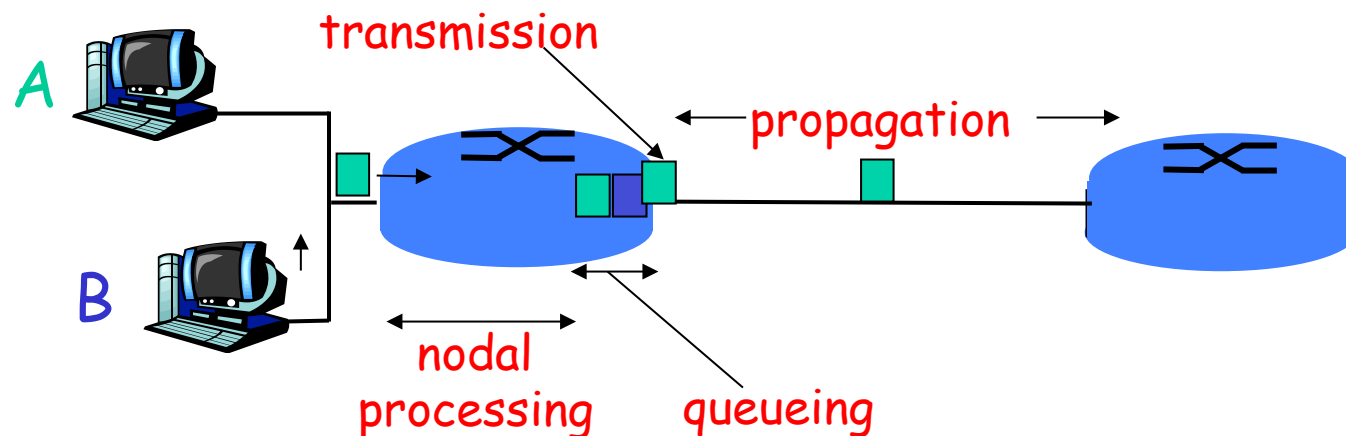 transmission
A
propagation
B
nodal
processing
queueing